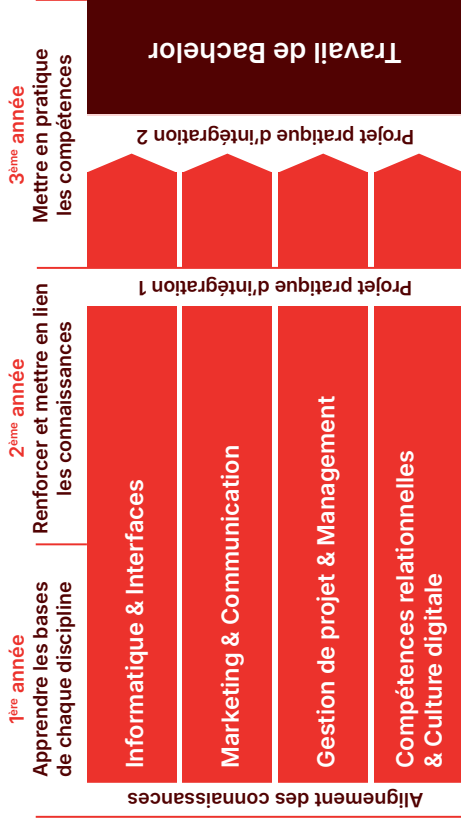 1ère année
Apprendre les bases
de chaque discipline
2ème année
Renforcer et mettre en lien
les connaissances
3ème année
Mettre en pratique
les compétences
Alignement des connaissances
Informatique & Interfaces
Marketing & Communication
Gestion de projet & Management
Compétences relationnelles
& Culture digitale
Projet pratique d’intégration 1
Projet pratique d’intégration 2
Travail de Bachelor